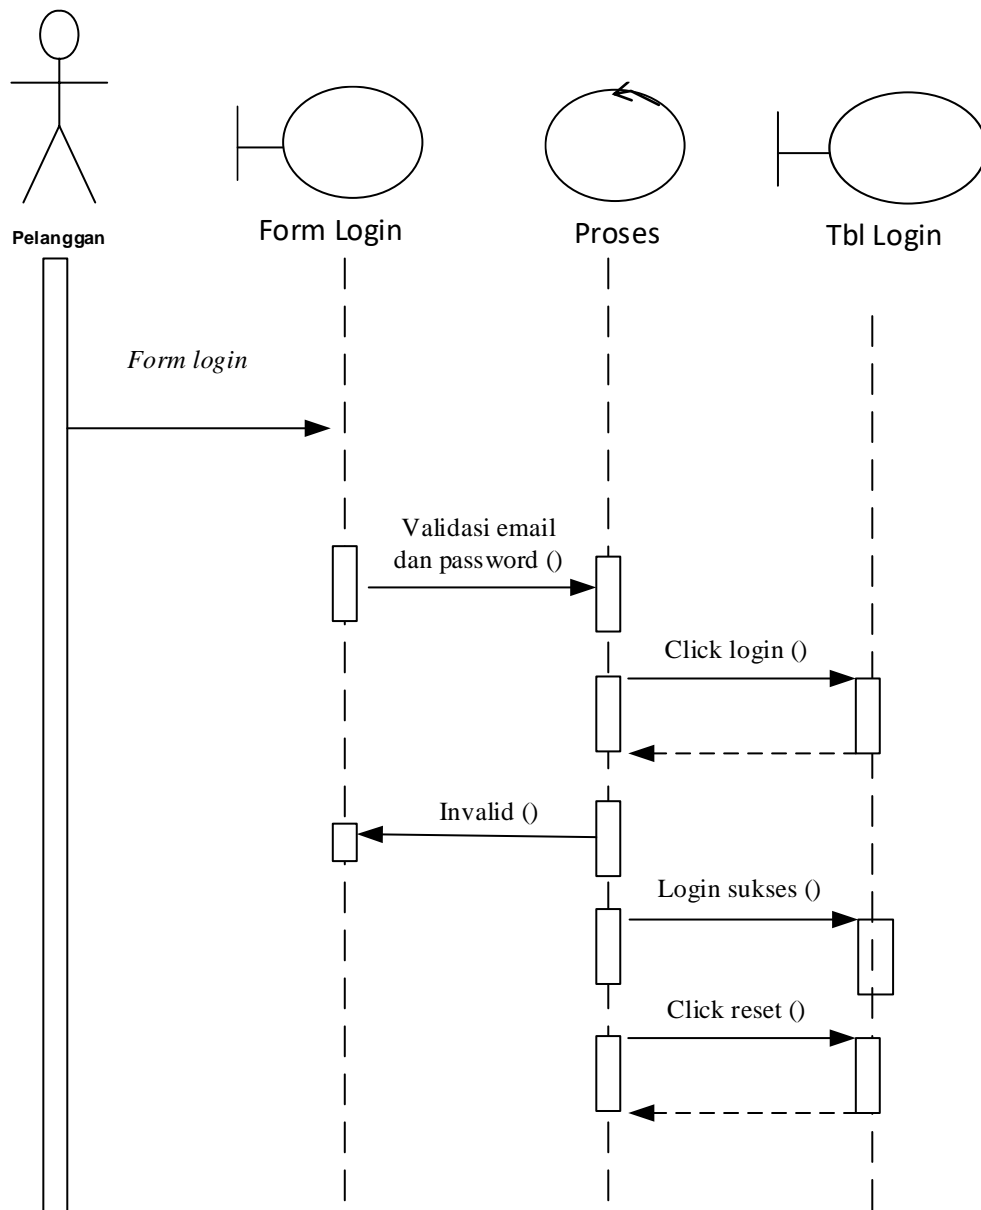 Pelanggan
Form Login
Proses
Tbl Login
Form login
Validasi email
dan password ()
Click login ()
Invalid ()
Login sukses ()
Click reset ()